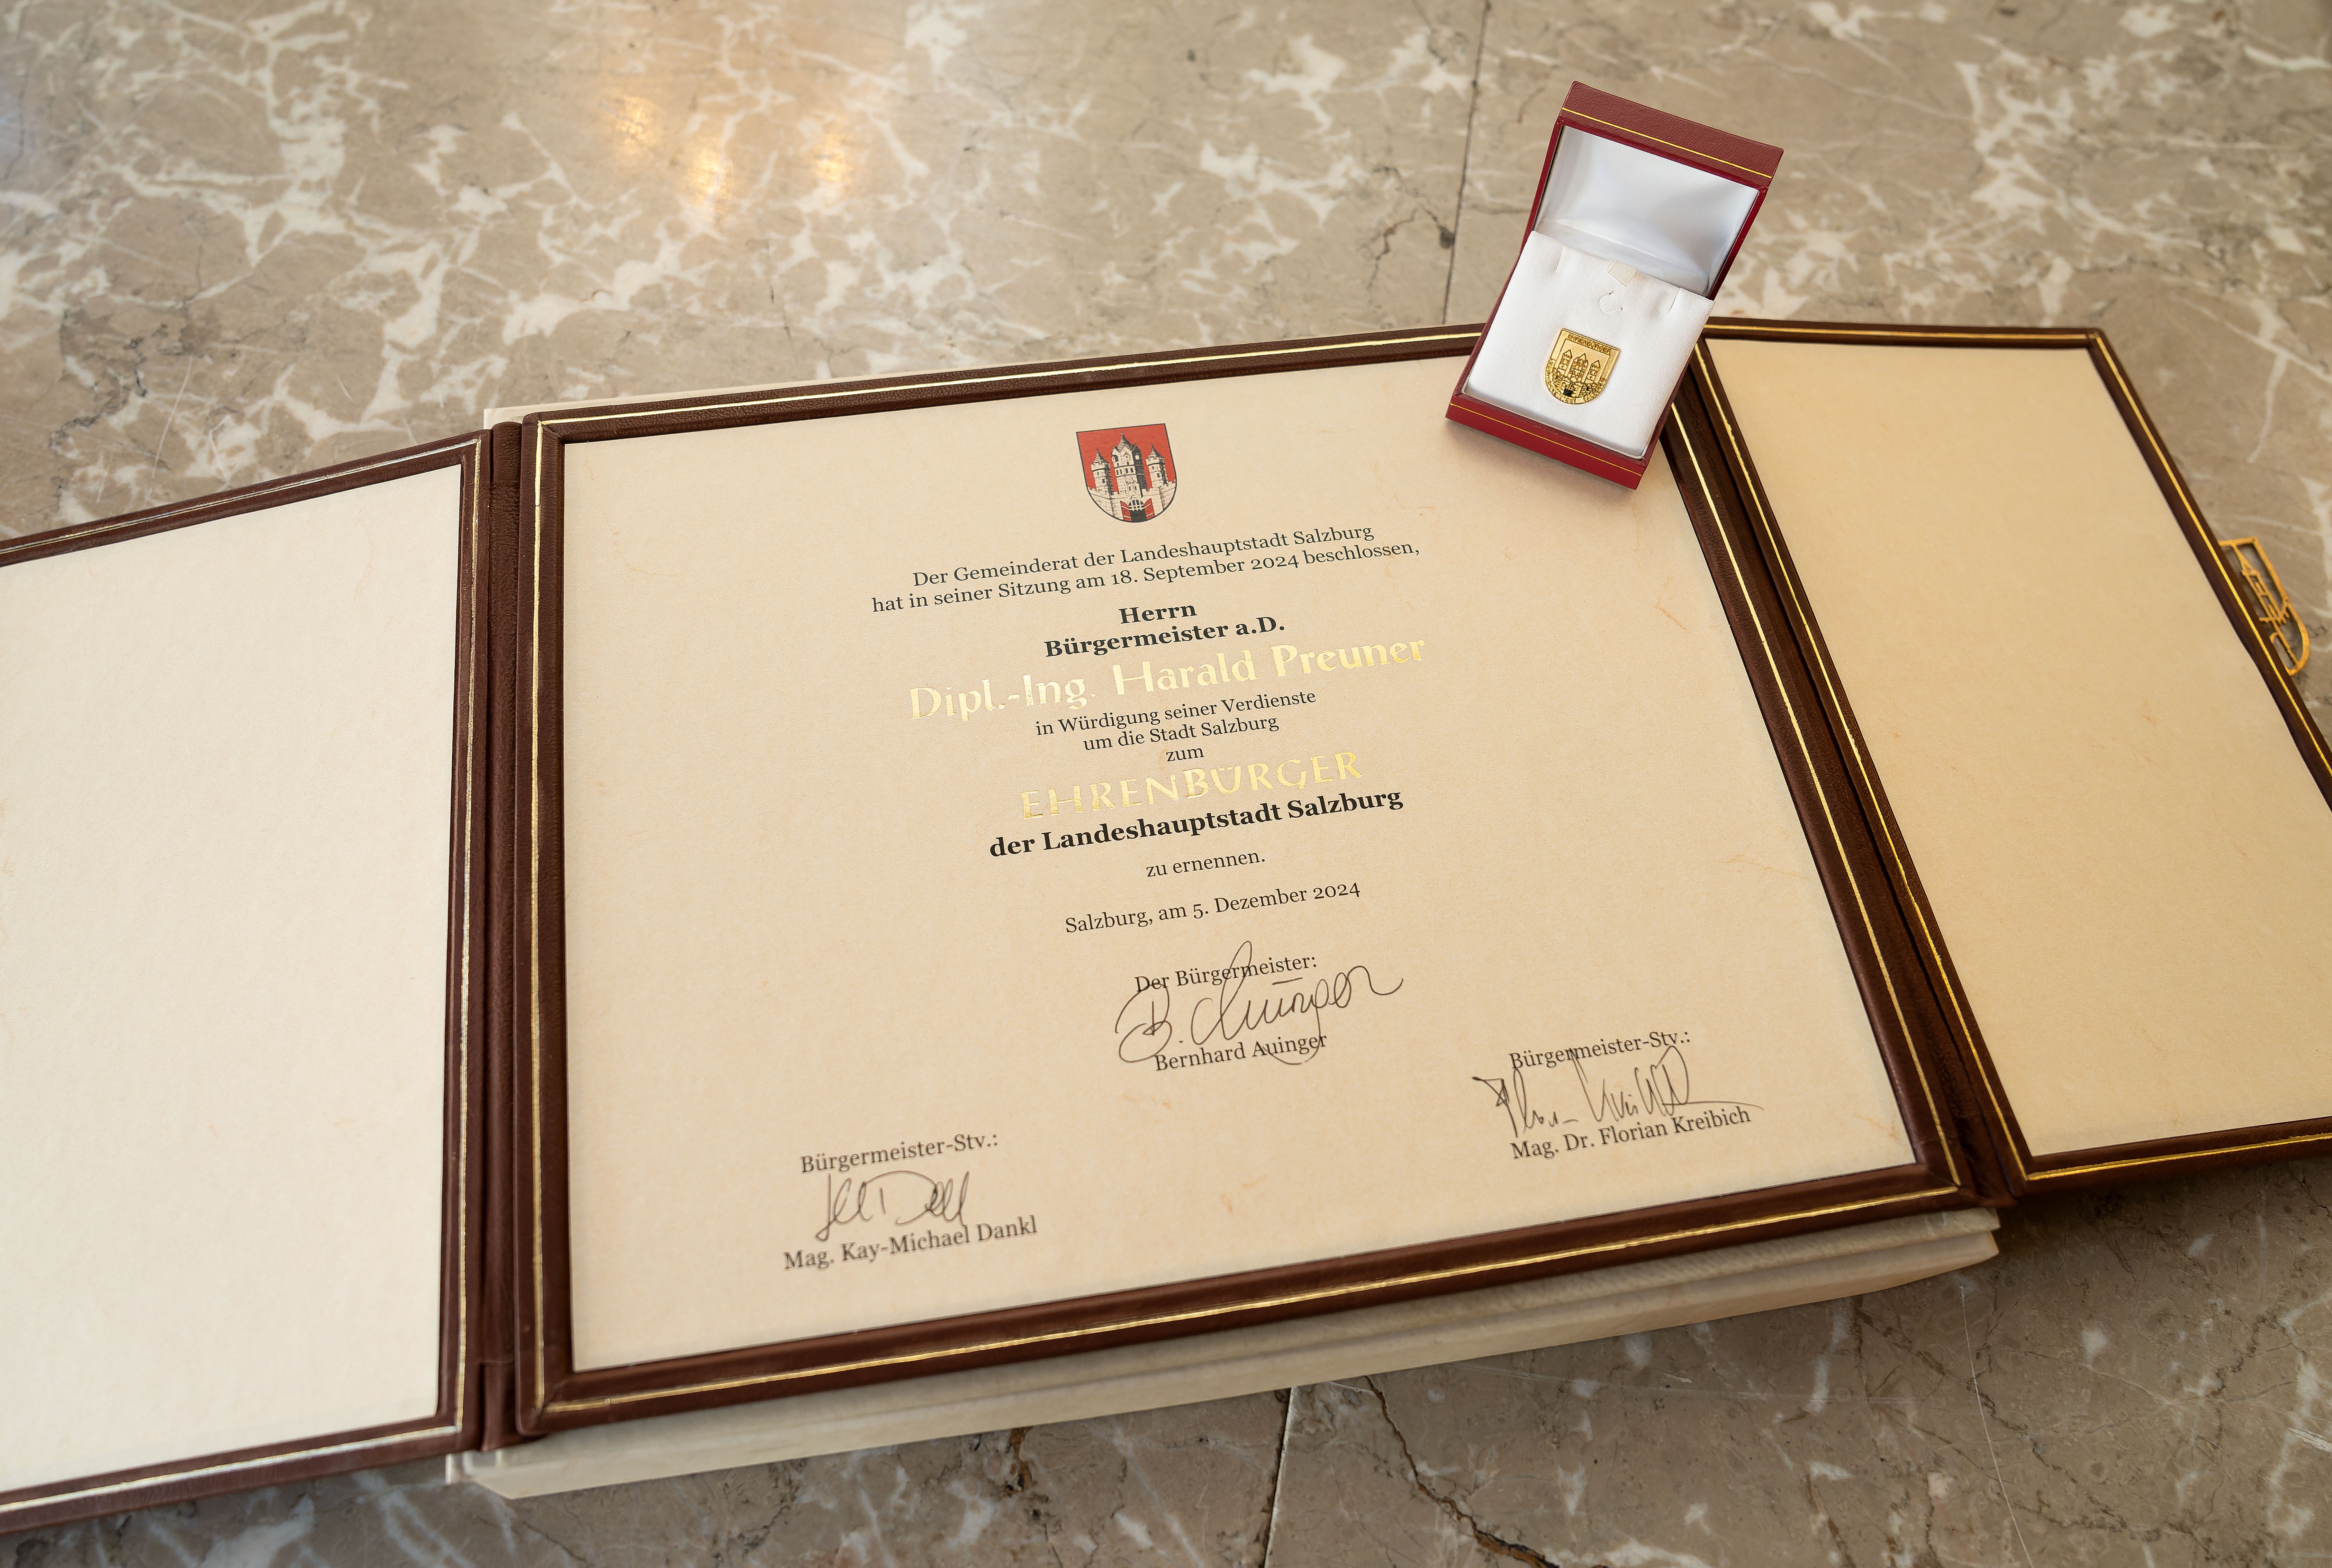 EHRENBÜRGER
Der Gemeinderat der Landeshauptstadt Salzburg
hat in seiner Sitzung am 18. September 2024 beschlossen,
Herrn
Bürgermeister a.D.
Dipl.-Ing. Harald Preuner
in Würdigung seiner Verdienste
um die Stadt Salzburg
zum
EHRENBÜRGER
der Landeshauptstadt Salzburg
zu ernennen.
Salzburg, am 5. Dezember 2024
Der Bürgermeister:
B. Auinger
Bernhard Auinger
Bürgermeister-Stv.:
Mag. Dr. Florian Kreibich
Bürgermeister-Stv.:
Mag. Kay-Michael Dankl